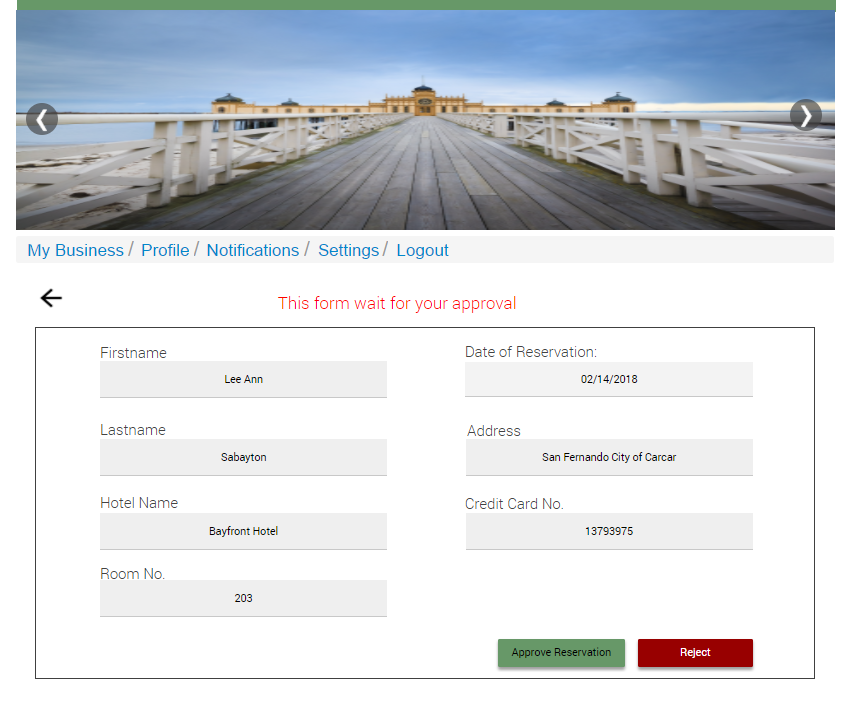 My Business / Profile / Notifications / Settings / Logout
This form wait for your approval
Firstname
Lee Ann
Date of Reservation:
02/14/2018
Lastname
Sabayton
Address
San Fernando City of Carcar
Hotel Name
Bayfront Hotel
Credit Card No.
13793975
Room No.
203
Approve Reservation
Reject